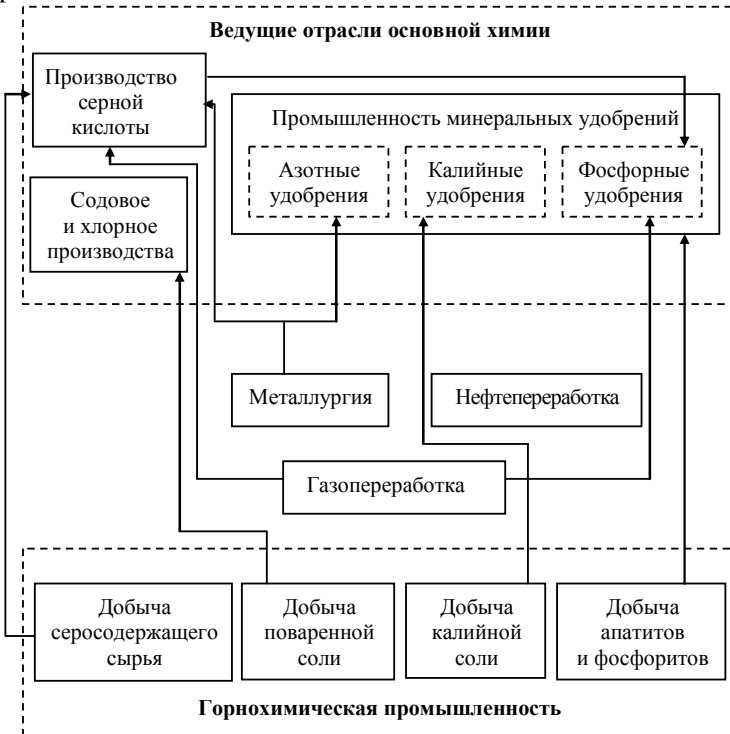 Ведущие отрасли основной химии
Производство
серной
кислоты
Промышленность минеральных удобрений
Азотные
удобрения
Калийные
удобрения
Фосфорные
удобрения
Содовое
и хлорное
производства
Металлургия
Нефтепереработка
Газопереработка
Добыча
серосодержащего
сырья
Добыча
поваренной
соли
Добыча
калийной
соли
Добыча
апатитов
и фосфоритов
Горнохимическая промышленность